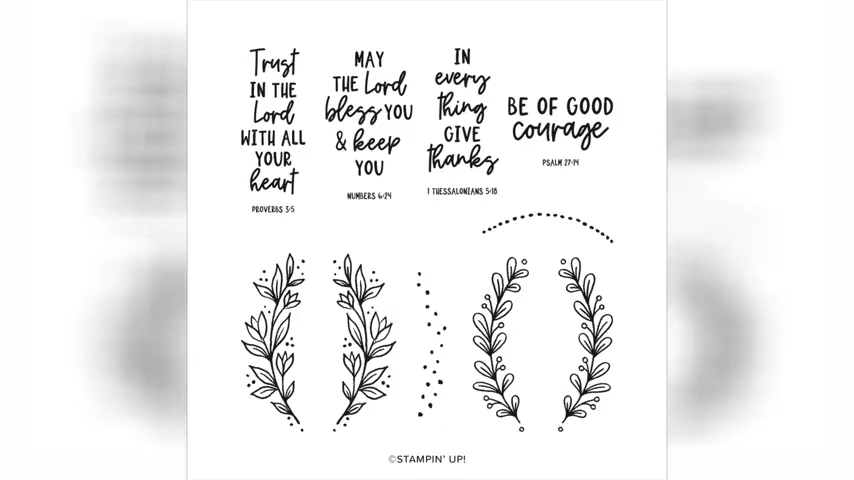 Trust
IN THE
Lord
WITH ALL
YOUR
heart
PROVERBS 3:5
MAY
THE Lord
bless YOU
& keep
YOU
NUMBERS 6:24
IN
every
thing
GIVE
thanks
1 THESSALONIANS 5:18
BE OF GOOD
courage
PSALM 27:14
©STAMPIN' UP!